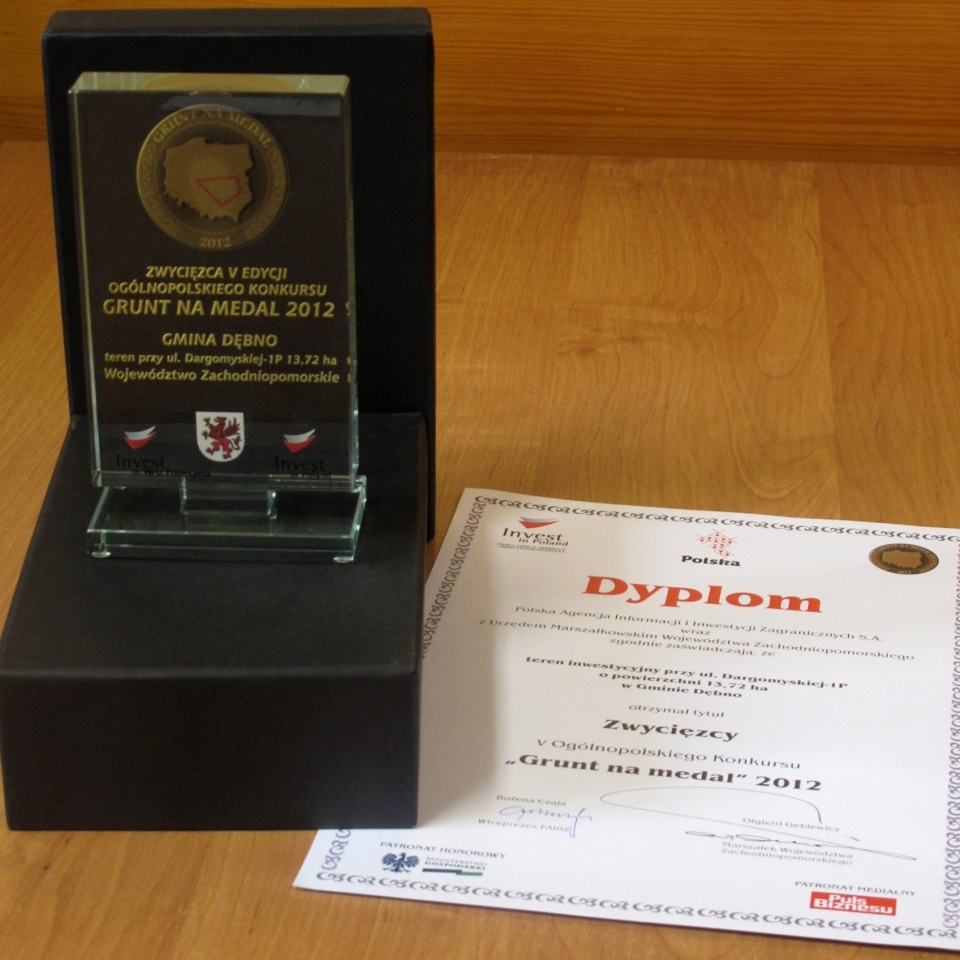 GRUNT NA MEDAL
2012
ZWYCIĘZCA V EDYCJI
OGÓLNOPOLSKIEGO KONKURSU
GRUNT NA MEDAL 2012
GMINA DĘBNO
teren przy ul. Dargomyskiej-1P 13,72 ha
Województwo Zachodniopomorskie
Invest
Invest
in Poland
Invest
in Poland
Polska
Dyplom
Polska Agencja Informacji i Inwestycji Zagranicznych S.A.
wraz
z Urzędem Marszałkowskim Województwa Zachodniopomorskiego
zgodnie zaświadczają, że
teren inwestycyjny przy ul. Dargomyskiej-1P
o powierzchni 13,72 ha
w Gminie Dębno
otrzymał tytuł
Zwycięzcy
V Ogólnopolskiego Konkursu
„Grunt na medal” 2012
Bożena Czaja
Wiceprezes PAIiIZ
Olgierd Geblewicz
Marszałek Województwa
Zachodniopomorskiego
PATRONAT HONOROWY
MINISTERSTWO
GOSPODARKI
PATRONAT MEDIALNY
Puls
Biznesu